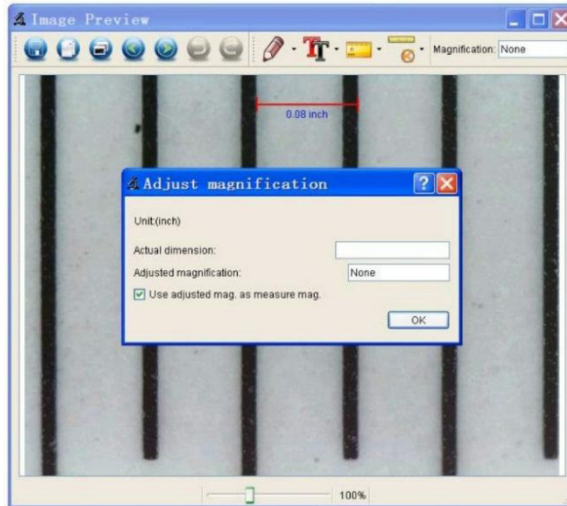 Image Preview
Magnification: None
0.08 inch
Adjust magnification
Unit:(inch)
Actual dimension:
Adjusted magnification: None
Use adjusted mag. as measure mag.
OK
100%